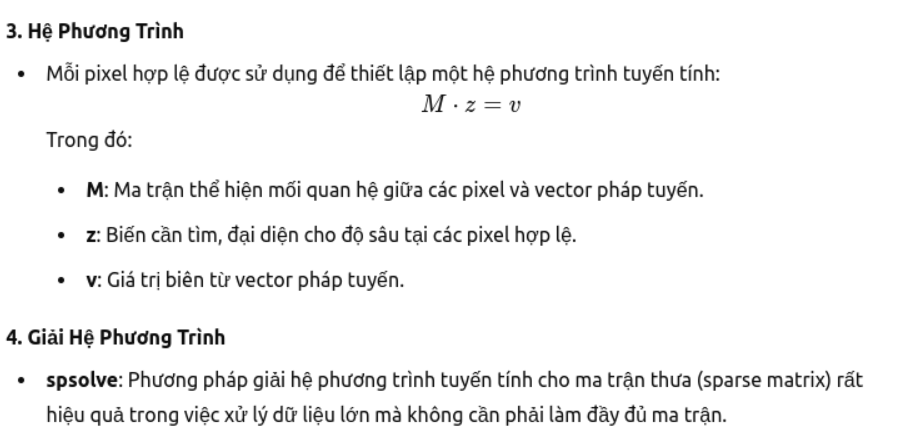 3. Hệ Phương Trình
• Mỗi pixel hợp lệ được sử dụng để thiết lập một hệ phương trình tuyến tính:
M · z = v
Trong đó:
• M: Ma trận thể hiện mối quan hệ giữa các pixel và vector pháp tuyến.
• z: Biến cần tìm, đại diện cho độ sâu tại các pixel hợp lệ.
• v: Giá trị biên từ vector pháp tuyến.
4. Giải Hệ Phương Trình
• spsolve: Phương pháp giải hệ phương trình tuyến tính cho ma trận thưa (sparse matrix) rất
hiệu quả trong việc xử lý dữ liệu lớn mà không cần phải làm đầy đủ ma trận.